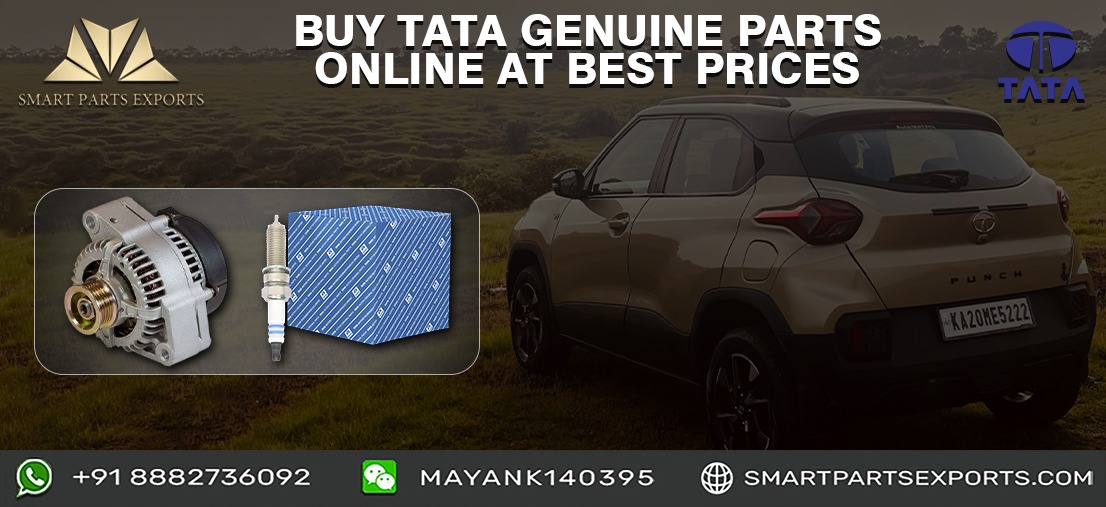 BUY TATA GENUINE PARTS
ONLINE AT BEST PRICES
SMART PARTS EXPORTS
TATA
PUNCH
KA20ME5222
+91 8882736092
MAYANK140395
SMARTPARTSEXPORTS.COM